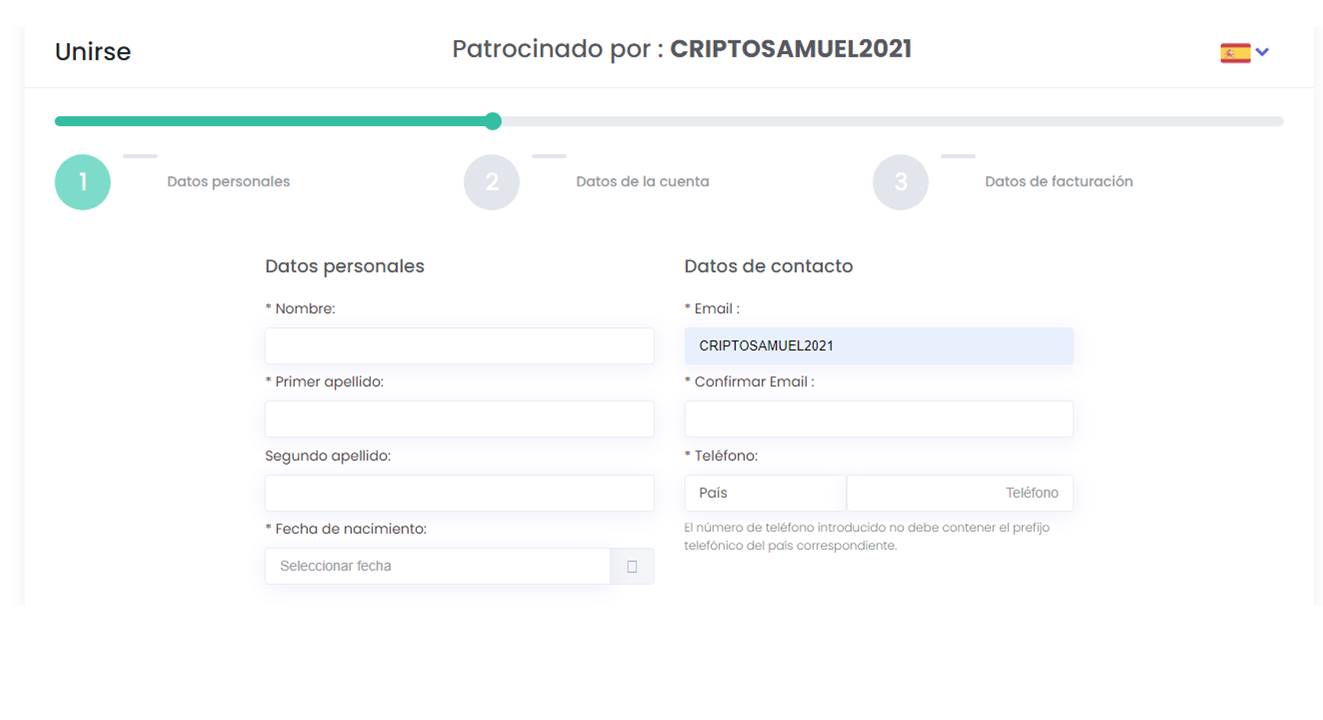 Unirse
Patrocinado por : CRIPTOSAMUEL2021
1 Datos personales
2 Datos de la cuenta
3 Datos de facturación
Datos personales
* Nombre:
* Primer apellido:
Segundo apellido:
* Fecha de nacimiento:
Seleccionar fecha
Datos de contacto
* Email :
CRIPTOSAMUEL2021
* Confirmar Email :
* Teléfono:
País Teléfono
El número de teléfono introducido no debe contener el prefijo
telefónico del país correspondiente.